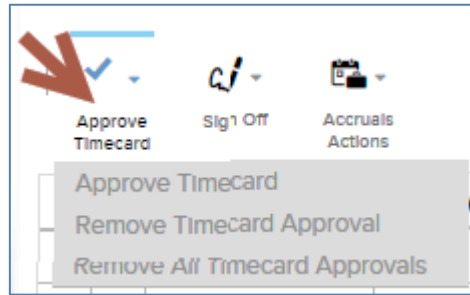 Approve Timecard
Sign Off
Accruals Actions
Approve Timecard
Remove Timecard Approval
Remove All Timecard Approvals